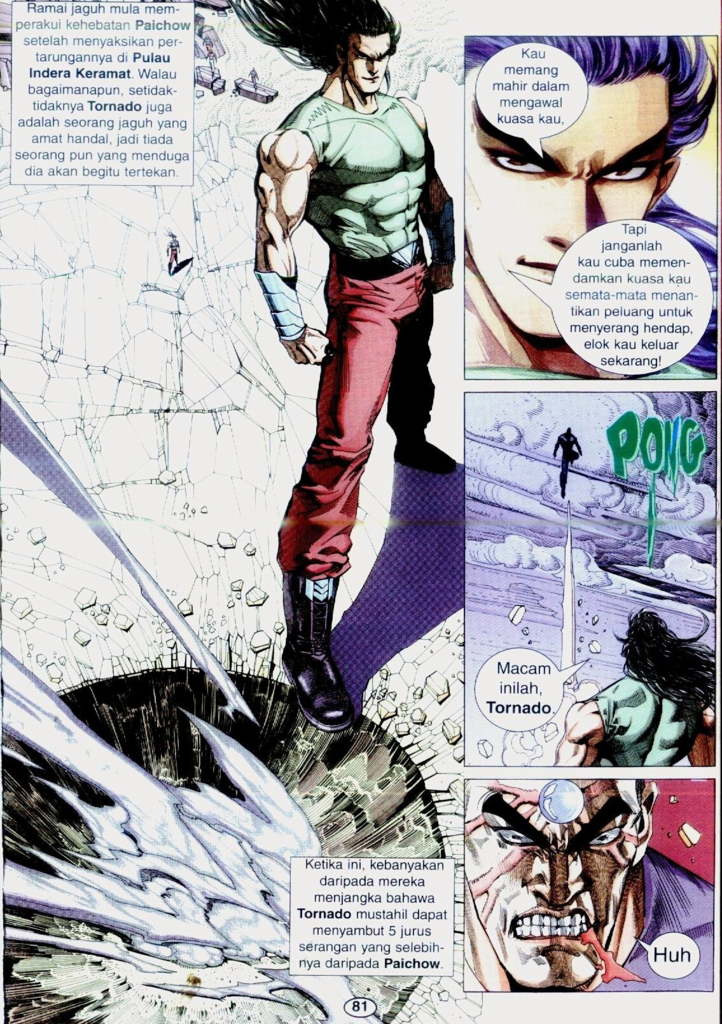 Ramai jaguh mula mem-
perakui kehebatan Paichow
setelah menyaksikan per-
tarungannya di Pulau
Indera Keramat. Walau
bagaimanapun, setidak-
tidaknya Tornado juga
adalah seorang jaguh yang
amat handal, jadi tiada
seorang pun yang menduga
dia akan begitu tertekan.
Kau
memang
mahir dalam
mengawal
kuasa kau,
Tapi
janganlah
kau cuba memen-
damkan kuasa kau
semata-mata menan-
tikan peluang untuk
menyerang hendap,
elok kau keluar
sekarang!
PONG
Macam
inilah,
Tornado.
Ketika ini, kebanyakan
daripada mereka
menjangka bahawa
Tornado mustahil dapat
menyambut 5 jurus
serangan yang selebih-
nya daripada Paichow.
Huh
81